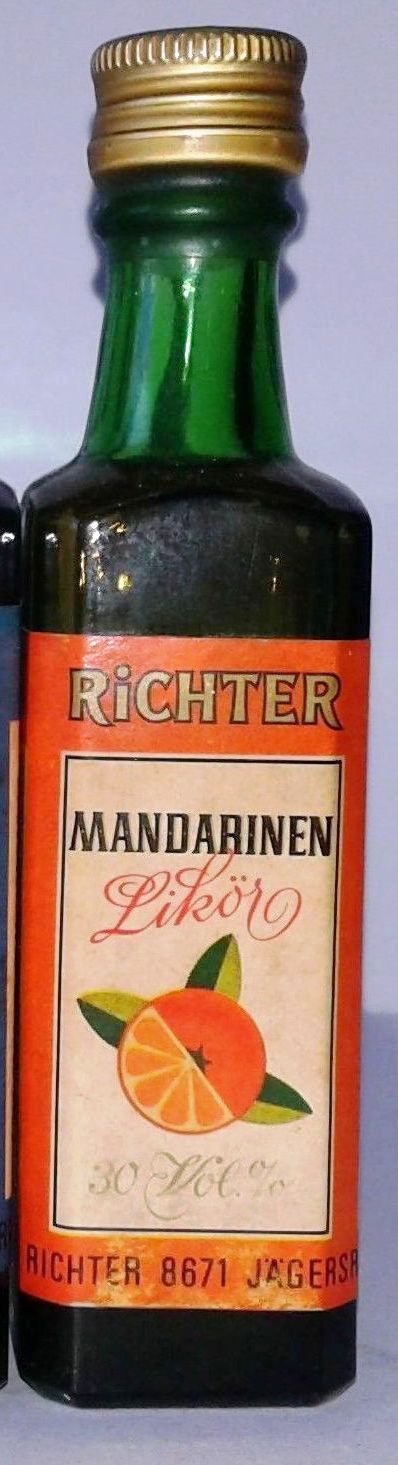 RiCHTER
MANDARINEN
Likör
30 Vol.%
RICHTER 8671 JÄGERSR